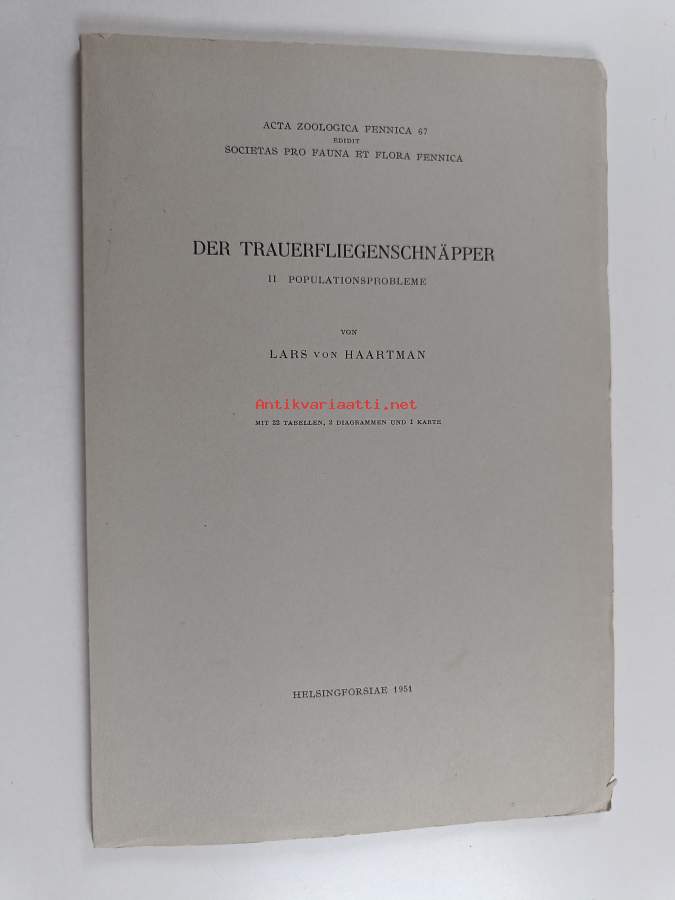 ACTA ZOOLOGICA FENNICA 67
EDIDIT
SOCIETAS PRO FAUNA ET FLORA FENNICA
DER TRAUERFLIEGENSCHNÄPPER
II POPULATIONSPROBLEME
VON
LARS VON HAARTMAN
Antikvariaatti.net
MIT 22 TABELLEN, 2 DIAGRAMMEN UND 1 KARTE
HELSINGFORSIAE 1951